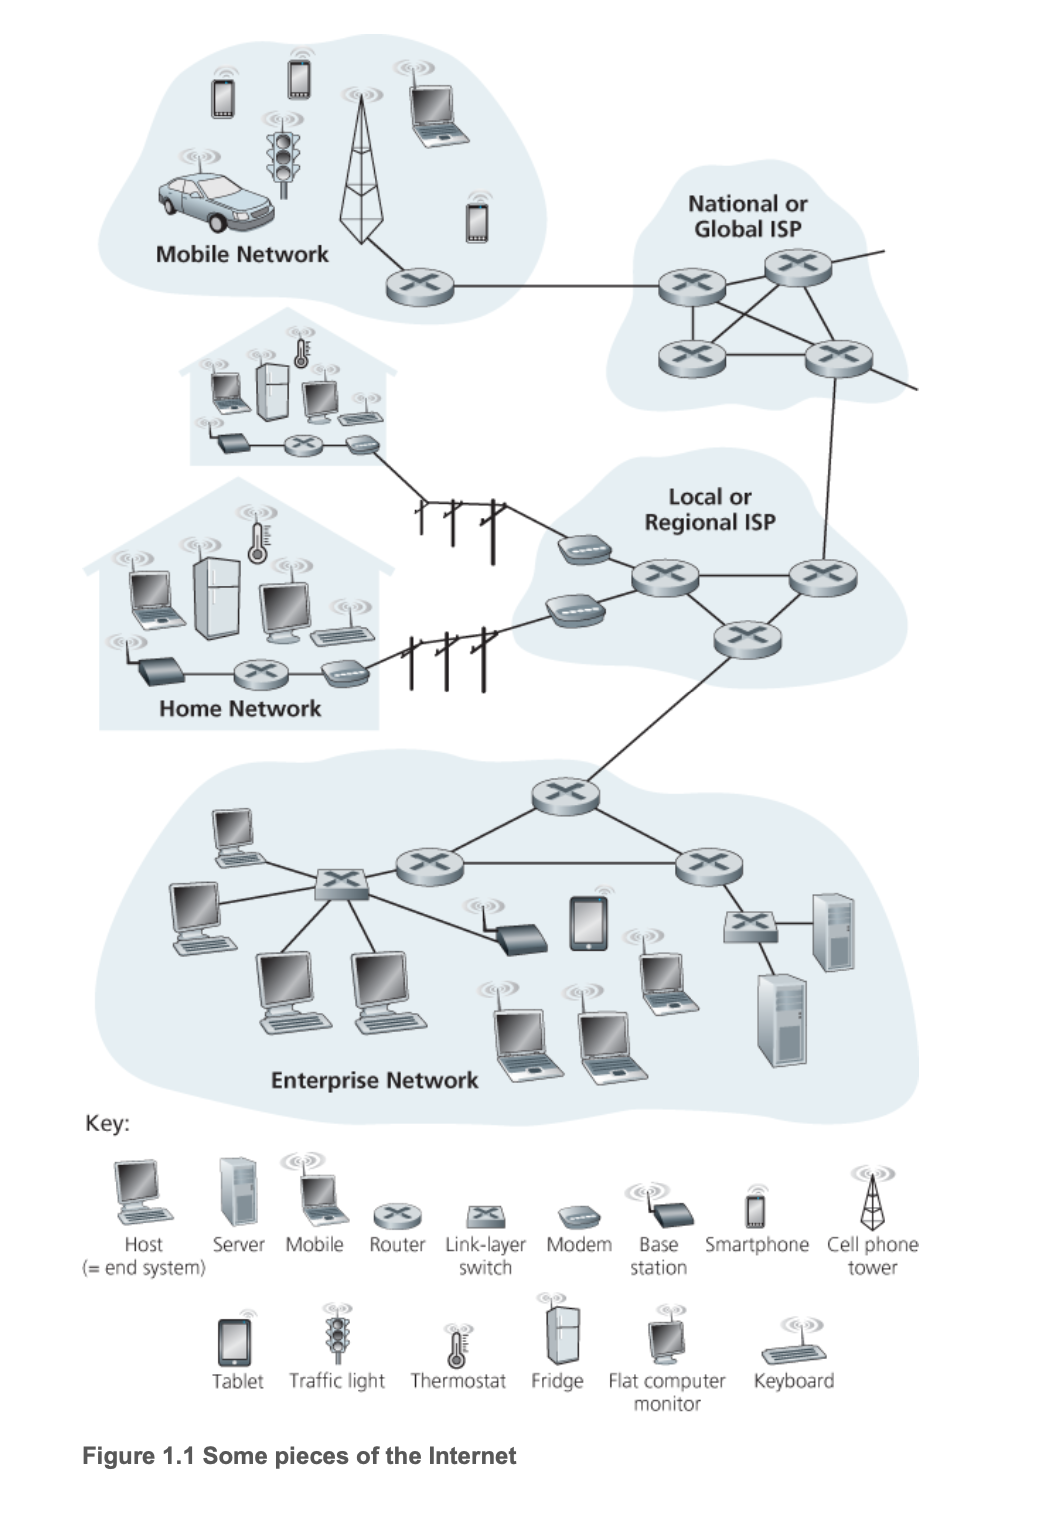 Mobile Network
National or
Global ISP
Local or
Regional ISP
Home Network
Enterprise Network
Key:
Host
(= end system)
Server
Mobile
Router
Link-layer
switch
Modem
Base
station
Smartphone
Cell phone
tower
Tablet
Traffic light
Thermostat
Fridge
Flat computer
monitor
Keyboard
Figure 1.1 Some pieces of the Internet